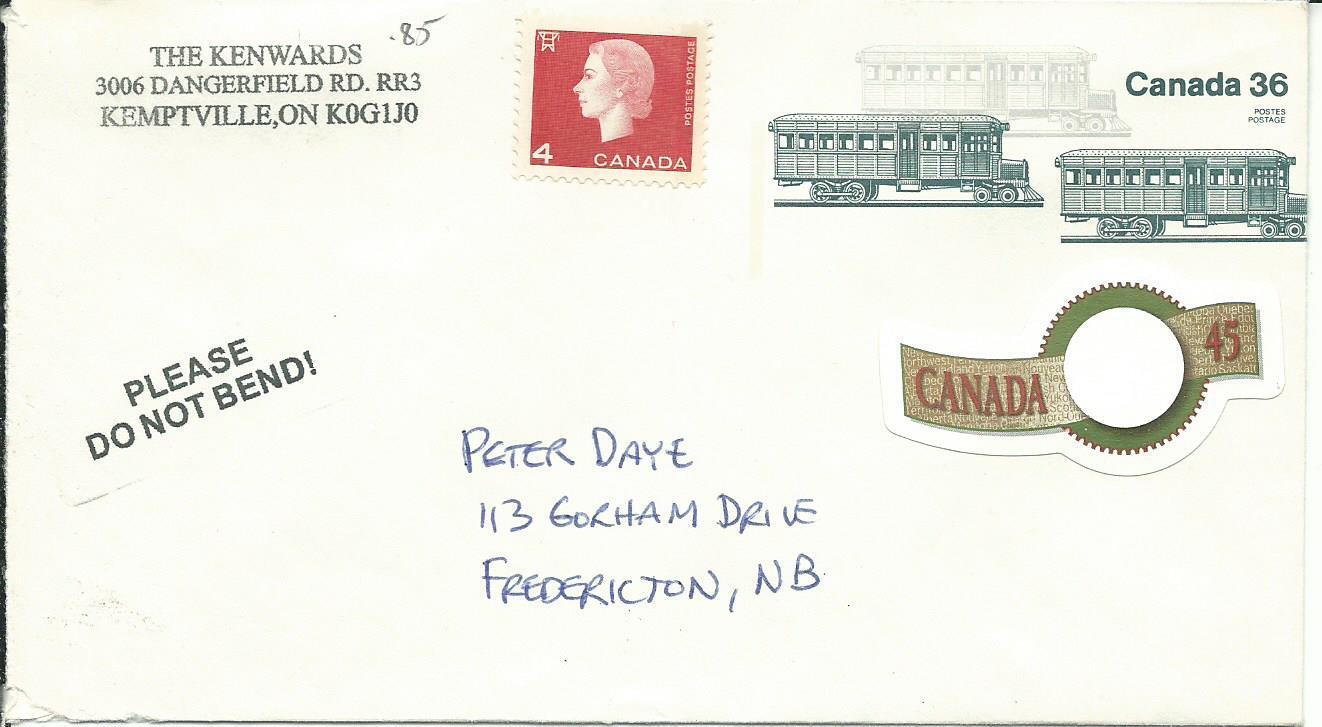 THE KENWARDS
3006 DANGERFIELD RD. RR3
KEMPTVILLE,ON K0G1J0
.85
POSTES POSTAGE
4 CANADA
Canada 36
POSTES
POSTAGE
CANADA 45
PLEASE
DO NOT BEND!
PETER DAYE
113 GORHAM DRIVE
FREDERICTON, NB